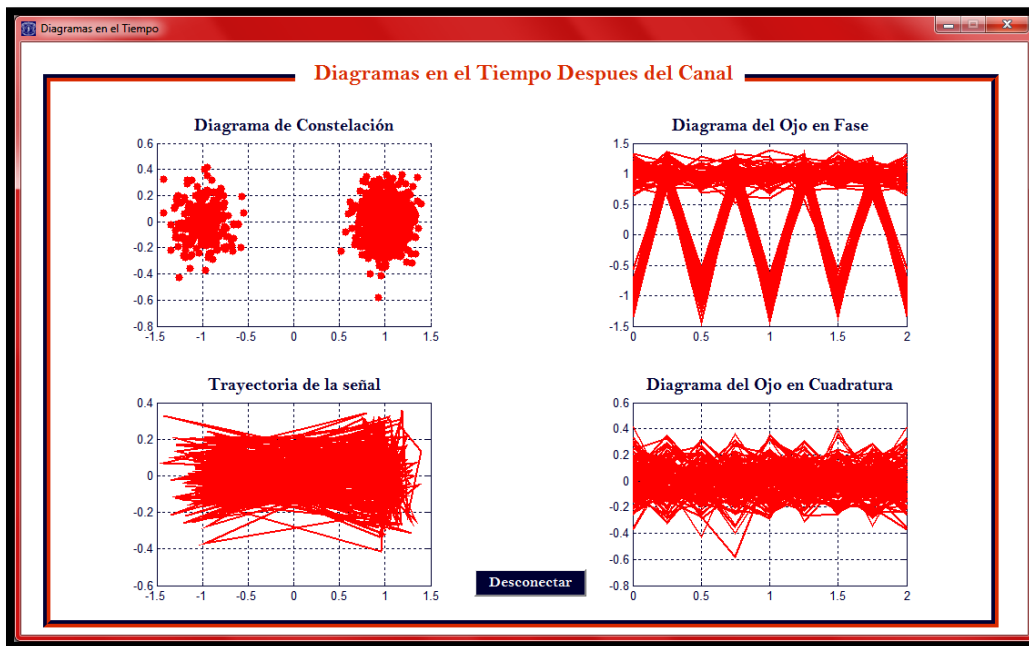 Diagramas en el Tiempo
Diagramas en el Tiempo Despues del Canal
Diagrama de Constelación
0.6
0.4
0.2
0
-0.2
-0.4
-0.6
-0.8
-1.5 -1 -0.5 0 0.5 1 1.5
Diagrama del Ojo en Fase
1.5
1
0.5
0
-0.5
-1
-1.5
0 0.5 1 1.5 2
Trayectoria de la señal
0.4
0.2
0
-0.2
-0.4
-0.6
-1.5 -1 -0.5 0 0.5 1 1.5
Diagrama del Ojo en Cuadratura
0.6
0.4
0.2
0
-0.2
-0.4
-0.6
-0.8
0 0.5 1 1.5 2
Desconectar